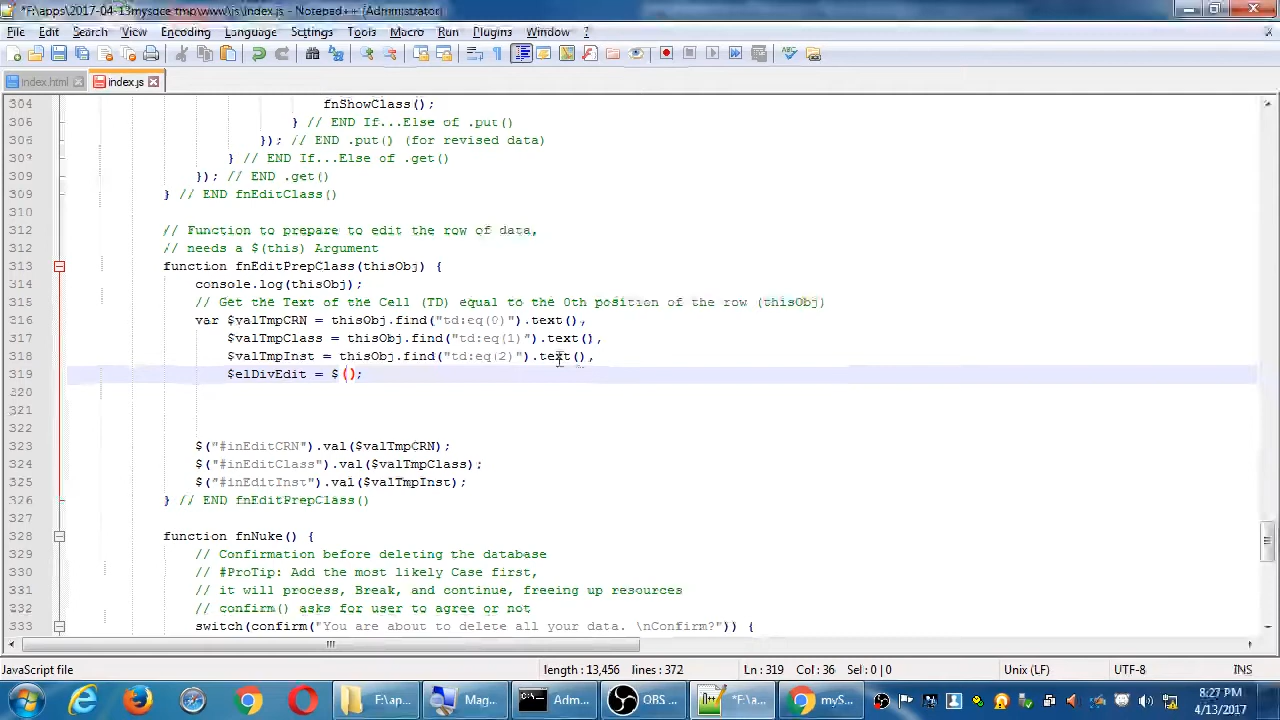 *F:\apps\2017-04-13mysdce tmp\www\js\index.js - Notepad++ [Administrator]
File Edit Search View Encoding Language Settings Tools Macro Run Plugins Window ?
index.html index.js
304 fnShowClass();
306 } // END If...Else of .put()
306 }); // END .put() (for revised data)
307 } // END If...Else of .get()
309 }); // END .get()
309 } // END fnEditClass()
310
312 // Function to prepare to edit the row of data,
312 // needs a $(this) Argument
313 function fnEditPrepClass(thisObj) {
314 console.log(thisObj);
315 // Get the Text of the Cell (TD) equal to the 0th position of the row (thisObj)
316 var $valTmpCRN = thisObj.find("td:eq(0)").text(),
317 $valTmpClass = thisObj.find("td:eq(1)").text(),
318 $valTmpInst = thisObj.find("td:eq(2)").text(),
319 $elDivEdit = $();
320
321
322
323 $("#inEditCRN").val($valTmpCRN);
324 $("#inEditClass").val($valTmpClass);
325 $("#inEditInst").val($valTmpInst);
326 } // END fnEditPrepClass()
327
328 function fnNuke() {
329 // Confirmation before deleting the database
330 // #ProTip: Add the most likely Case first,
331 // it will process, Break, and continue, freeing up resources
332 // confirm() asks for user to agree or not
333 switch(confirm("You are about to delete all your data. \nConfirm?")) {
JavaScript file length : 13,456 lines : 372 Ln : 319 Col : 36 Sel : 0 | 0 Unix (LF) UTF-8 INS
F:\ap... Mag... Adm... OBS ... *F:\a... myS...
8:27 PM
4/13/2017